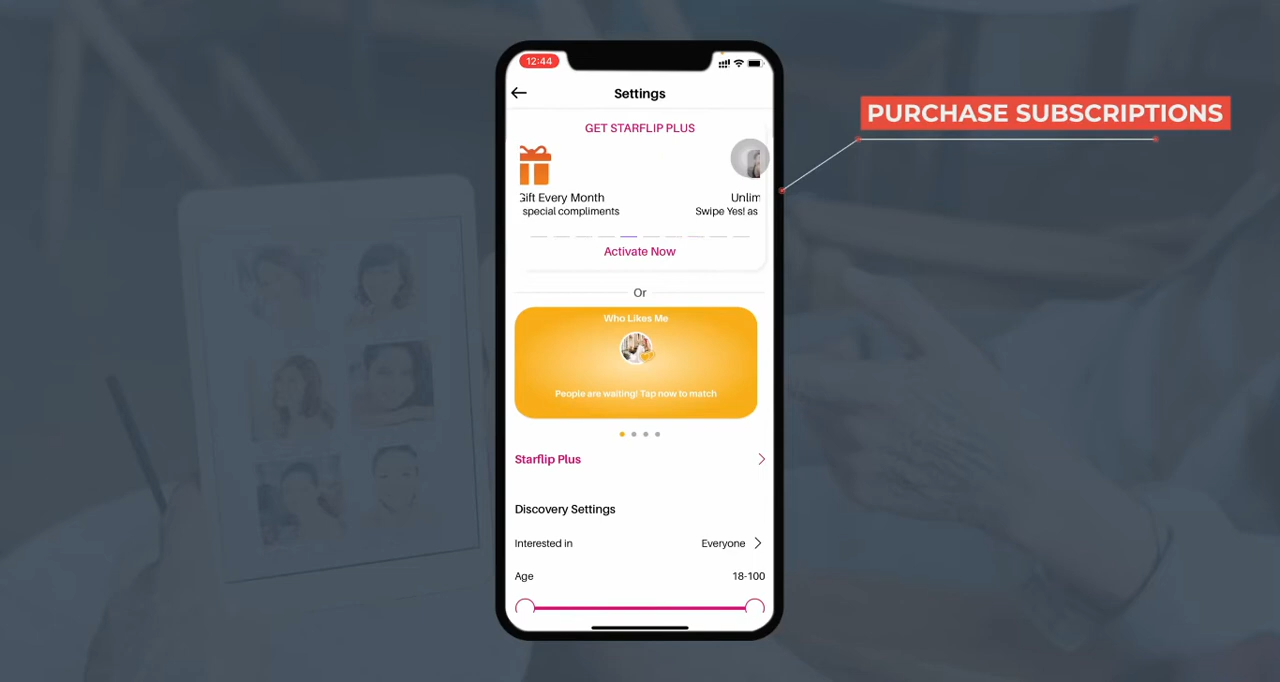 PURCHASE SUBSCRIPTIONS
12:44
Settings
GET STARFLIP PLUS
Gift Every Month
Unlim
special compliments
Swipe Yes! as
Activate Now
Or
Who Likes Me
People are waiting! Tap now to match
Starflip Plus
Discovery Settings
Interested in
Everyone
Age
18-100